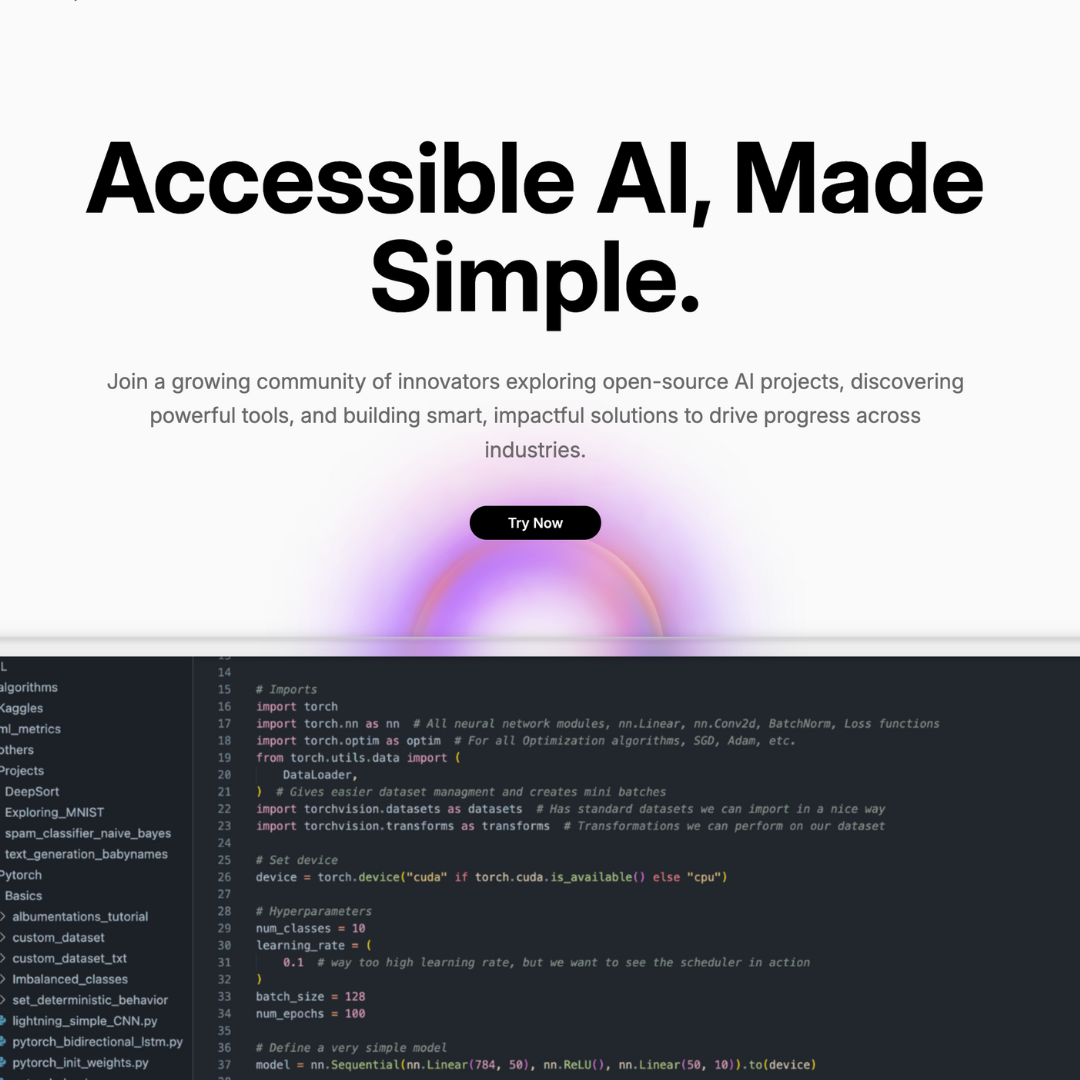 Accessible AI, Made
Simple.
Join a growing community of innovators exploring open-source AI projects, discovering
powerful tools, and building smart, impactful solutions to drive progress across
industries.
Try Now
L
algorithms
Kaggles
ml_metrics
others
Projects
DeepSort
Exploring_MNIST
spam_classifier_naive_bayes
text_generation_babynames
Pytorch
Basics
> albumentations_tutorial
> custom_dataset
> custom_dataset_txt
> Imbalanced_classes
> set_deterministic_behavior
lightning_simple_CNN.py
pytorch_bidirectional_lstm.py
pytorch_init_weights.py
14
15 # Imports
16 import torch
17 import torch.nn as nn # All neural network modules, nn.Linear, nn.Conv2d, BatchNorm, Loss functions
18 import torch.optim as optim # For all Optimization algorithms, SGD, Adam, etc.
19 from torch.utils.data import (
20 DataLoader,
21 ) # Gives easier dataset managment and creates mini batches
22 import torchvision.datasets as datasets # Has standard datasets we can import in a nice way
23 import torchvision.transforms as transforms # Transformations we can perform on our dataset
24
25 # Set device
26 device = torch.device("cuda" if torch.cuda.is_available() else "cpu")
27
28 # Hyperparameters
29 num_classes = 10
30 learning_rate = (
31 0.1 # way too high learning rate, but we want to see the scheduler in action
32 )
33 batch_size = 128
34 num_epochs = 100
35
36 # Define a very simple model
37 model = nn.Sequential(nn.Linear(784, 50), nn.ReLU(), nn.Linear(50, 10)).to(device)